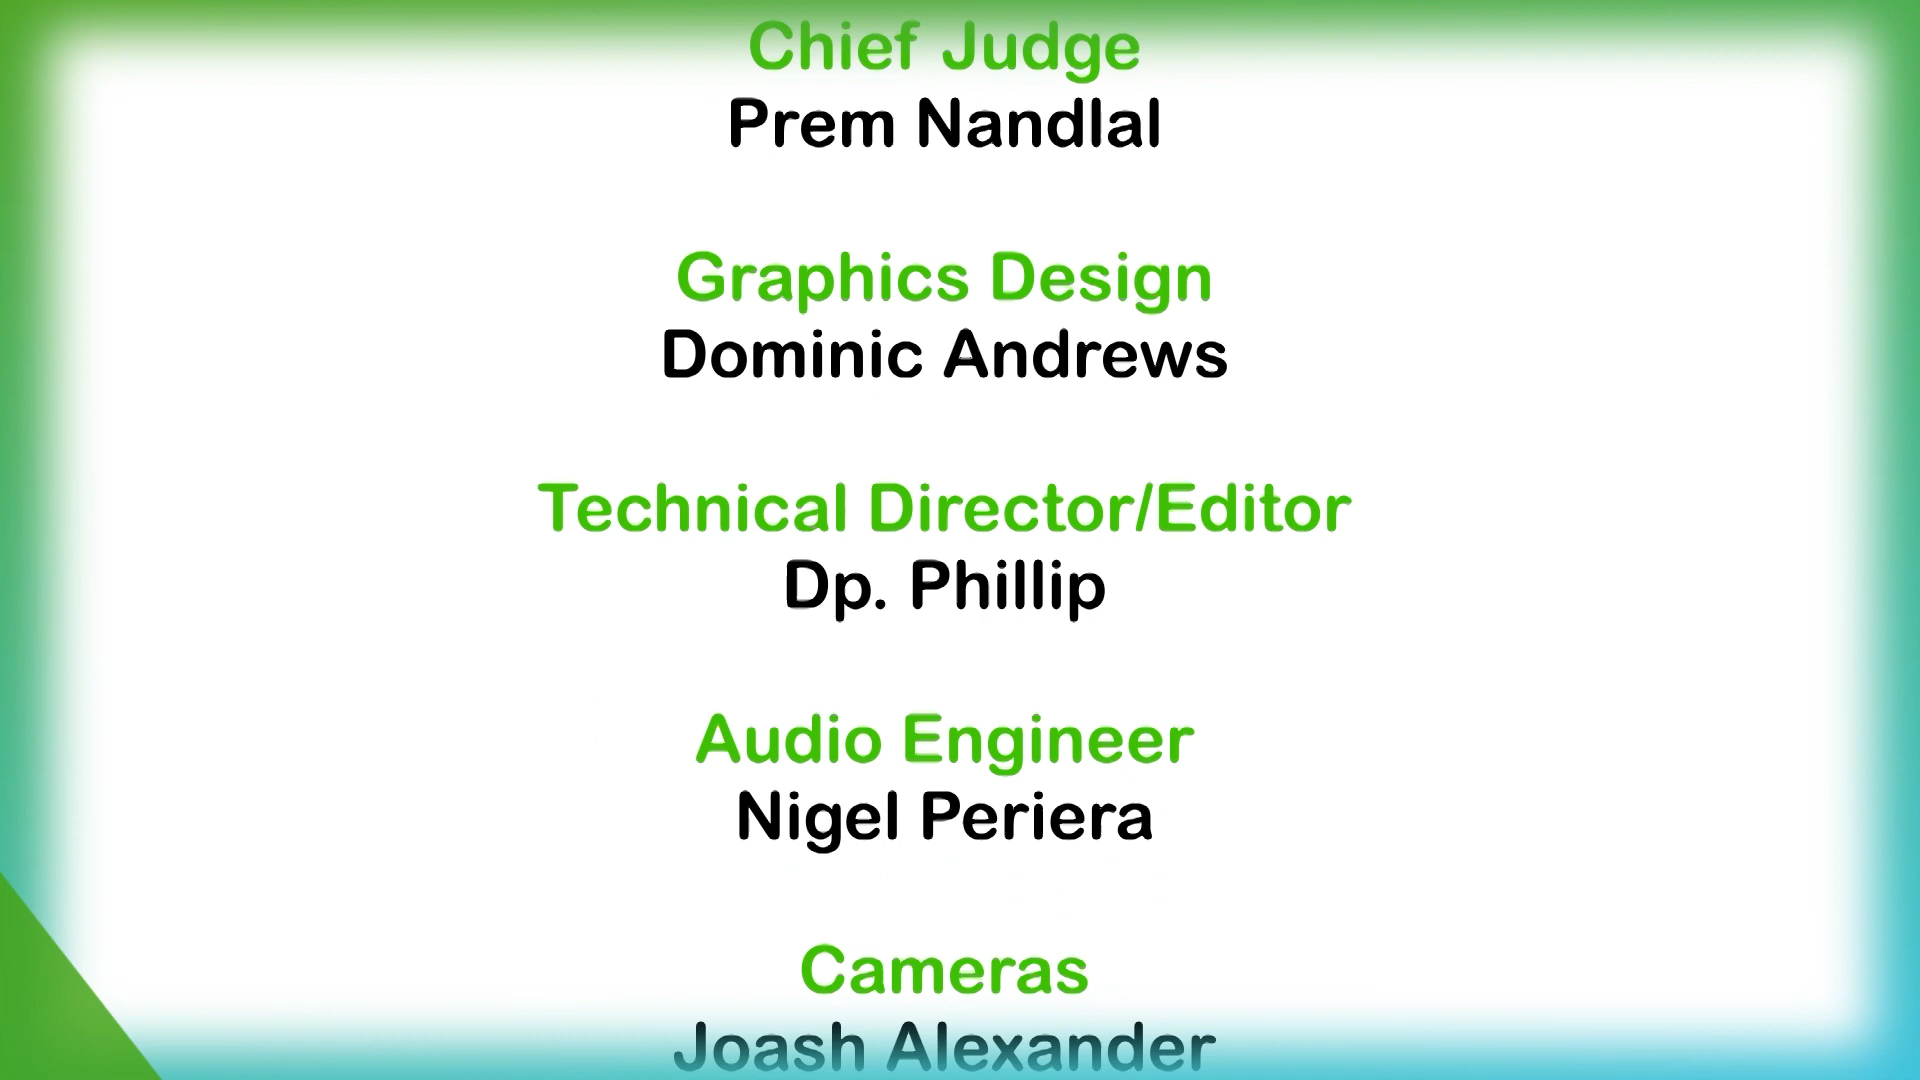 Chief Judge
Prem Nandlal
Graphics Design
Dominic Andrews
Technical Director/Editor
Dp. Phillip
Audio Engineer
Nigel Periera
Cameras
Joash Alexander